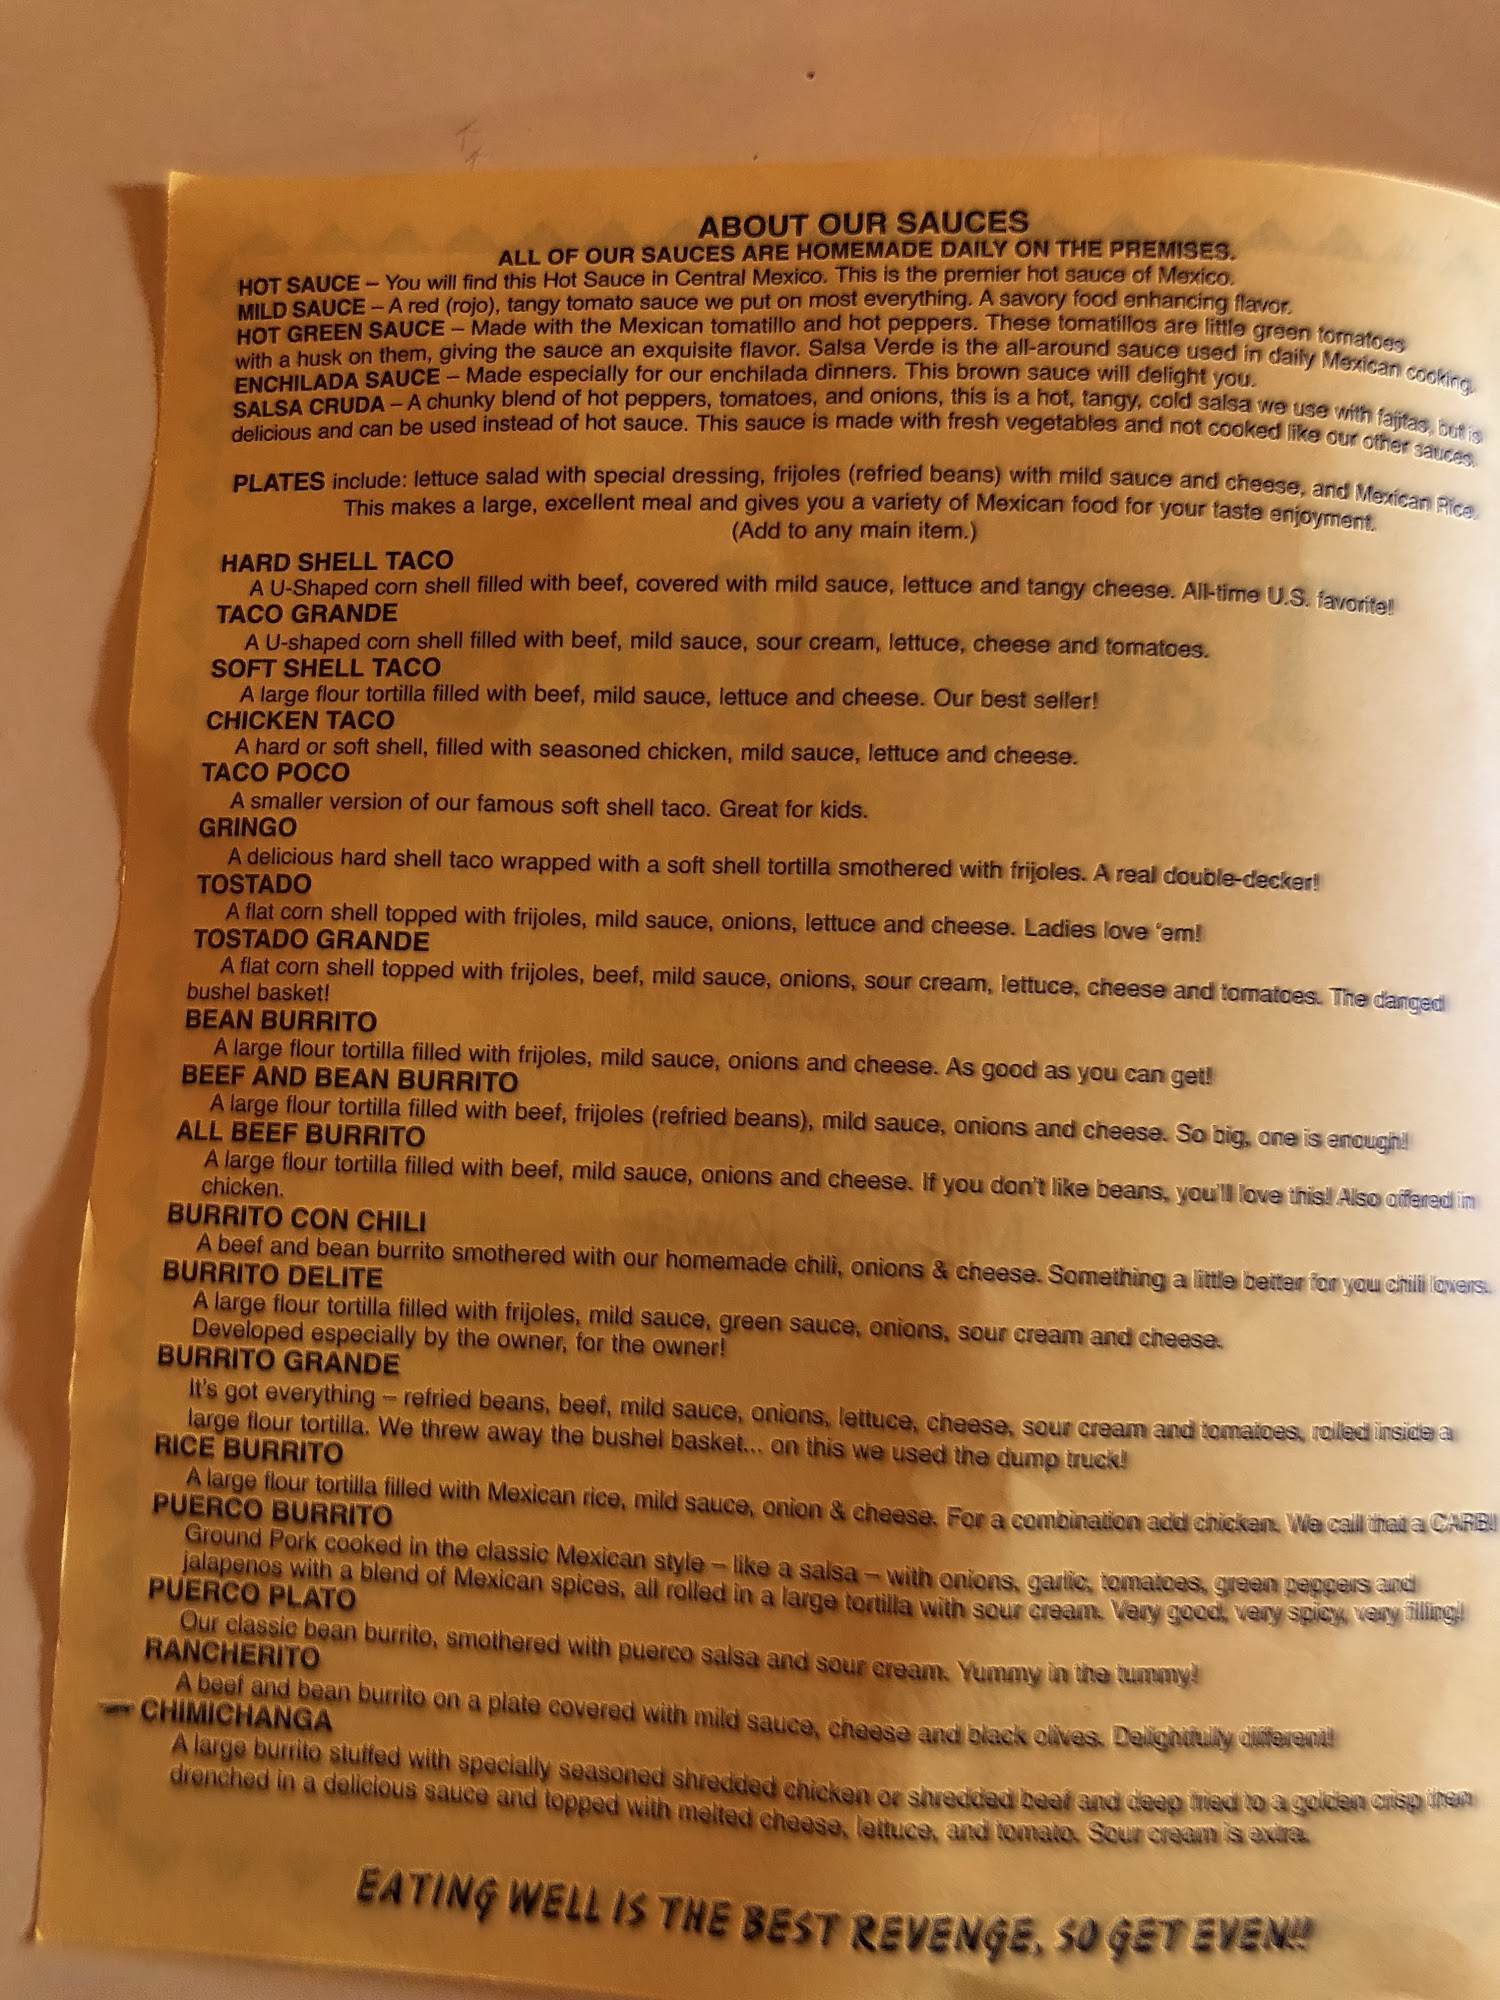 ABOUT OUR SAUCES
ALL OF OUR SAUCES ARE HOMEMADE DAILY ON THE PREMISES.
HOT SAUCE – You will find this Hot Sauce in Central Mexico. This is the premier hot sauce of Mexico.
MILD SAUCE – A red (rojo), tangy tomato sauce we put on most everything. A savory food enhancing flavor.
HOT GREEN SAUCE – Made with the Mexican tomatillo and hot peppers. These tomatillos are little green tomatoes
with a husk on them, giving the sauce an exquisite flavor. Salsa Verde is the all-around sauce used in daily Mexican cooking.
ENCHILADA SAUCE – Made especially for our enchilada dinners. This brown sauce will delight you.
SALSA CRUDA – A chunky blend of hot peppers, tomatoes, and onions, this is a hot, tangy, cold salsa we use with fajitas, but is
delicious and can be used instead of hot sauce. This sauce is made with fresh vegetables and not cooked like our other sauces.
PLATES include: lettuce salad with special dressing, frijoles (refried beans) with mild sauce and cheese, and Mexican Rice.
This makes a large, excellent meal and gives you a variety of Mexican food for your taste enjoyment.
(Add to any main item.)
HARD SHELL TACO
A U-Shaped corn shell filled with beef, covered with mild sauce, lettuce and tangy cheese. All-time U.S. favorite!
TACO GRANDE
A U-shaped corn shell filled with beef, mild sauce, sour cream, lettuce, cheese and tomatoes.
SOFT SHELL TACO
A large flour tortilla filled with beef, mild sauce, lettuce and cheese. Our best seller!
CHICKEN TACO
A hard or soft shell, filled with seasoned chicken, mild sauce, lettuce and cheese.
TACO POCO
A smaller version of our famous soft shell taco. Great for kids.
GRINGO
A delicious hard shell taco wrapped with a soft shell tortilla smothered with frijoles. A real double-decker!
TOSTADO
A flat corn shell topped with frijoles, mild sauce, onions, lettuce and cheese. Ladies love 'em!
TOSTADO GRANDE
A flat corn shell topped with frijoles, beef, mild sauce, onions, sour cream, lettuce, cheese and tomatoes. The danged
bushel basket!
BEAN BURRITO
A large flour tortilla filled with frijoles, mild sauce, onions and cheese. As good as you can get!
BEEF AND BEAN BURRITO
A large flour tortilla filled with beef, frijoles (refried beans), mild sauce, onions and cheese. So big, one is enough!
ALL BEEF BURRITO
A large flour tortilla filled with beef, mild sauce, onions and cheese. If you don't like beans, you'll love this! Also offered in
chicken.
BURRITO CON CHILI
A beef and bean burrito smothered with our homemade chili, onions & cheese. Something a little better for you chili lovers.
BURRITO DELITE
A large flour tortilla filled with frijoles, mild sauce, green sauce, onions, sour cream and cheese.
Developed especially by the owner, for the owner!
BURRITO GRANDE
It's got everything – refried beans, beef, mild sauce, onions, lettuce, cheese, sour cream and tomatoes, rolled inside a
large flour tortilla. We threw away the bushel basket... on this we used the dump truck!
RICE BURRITO
A large flour tortilla filled with Mexican rice, mild sauce, onion & cheese. For a combination add chicken. We call that a CARB!
PUERCO BURRITO
Ground Pork cooked in the classic Mexican style – like a salsa – with onions, garlic, tomatoes, green peppers and
jalapenos with a blend of Mexican spices, all rolled in a large tortilla with sour cream. Very good, very spicy, very filling!
PUERCO PLATO
Our classic bean burrito, smothered with puerco salsa and sour cream. Yummy in the tummy!
RANCHERITO
A beef and bean burrito on a plate covered with mild sauce, cheese and black olives. Delightfully different!
CHIMICHANGA
A large burrito stuffed with specially seasoned shredded chicken or shredded beef and deep fried to a golden crisp then
drenched in a delicious sauce and topped with melted cheese, lettuce, and tomato. Sour cream is extra.
EATING WELL IS THE BEST REVENGE, SO GET EVEN!!